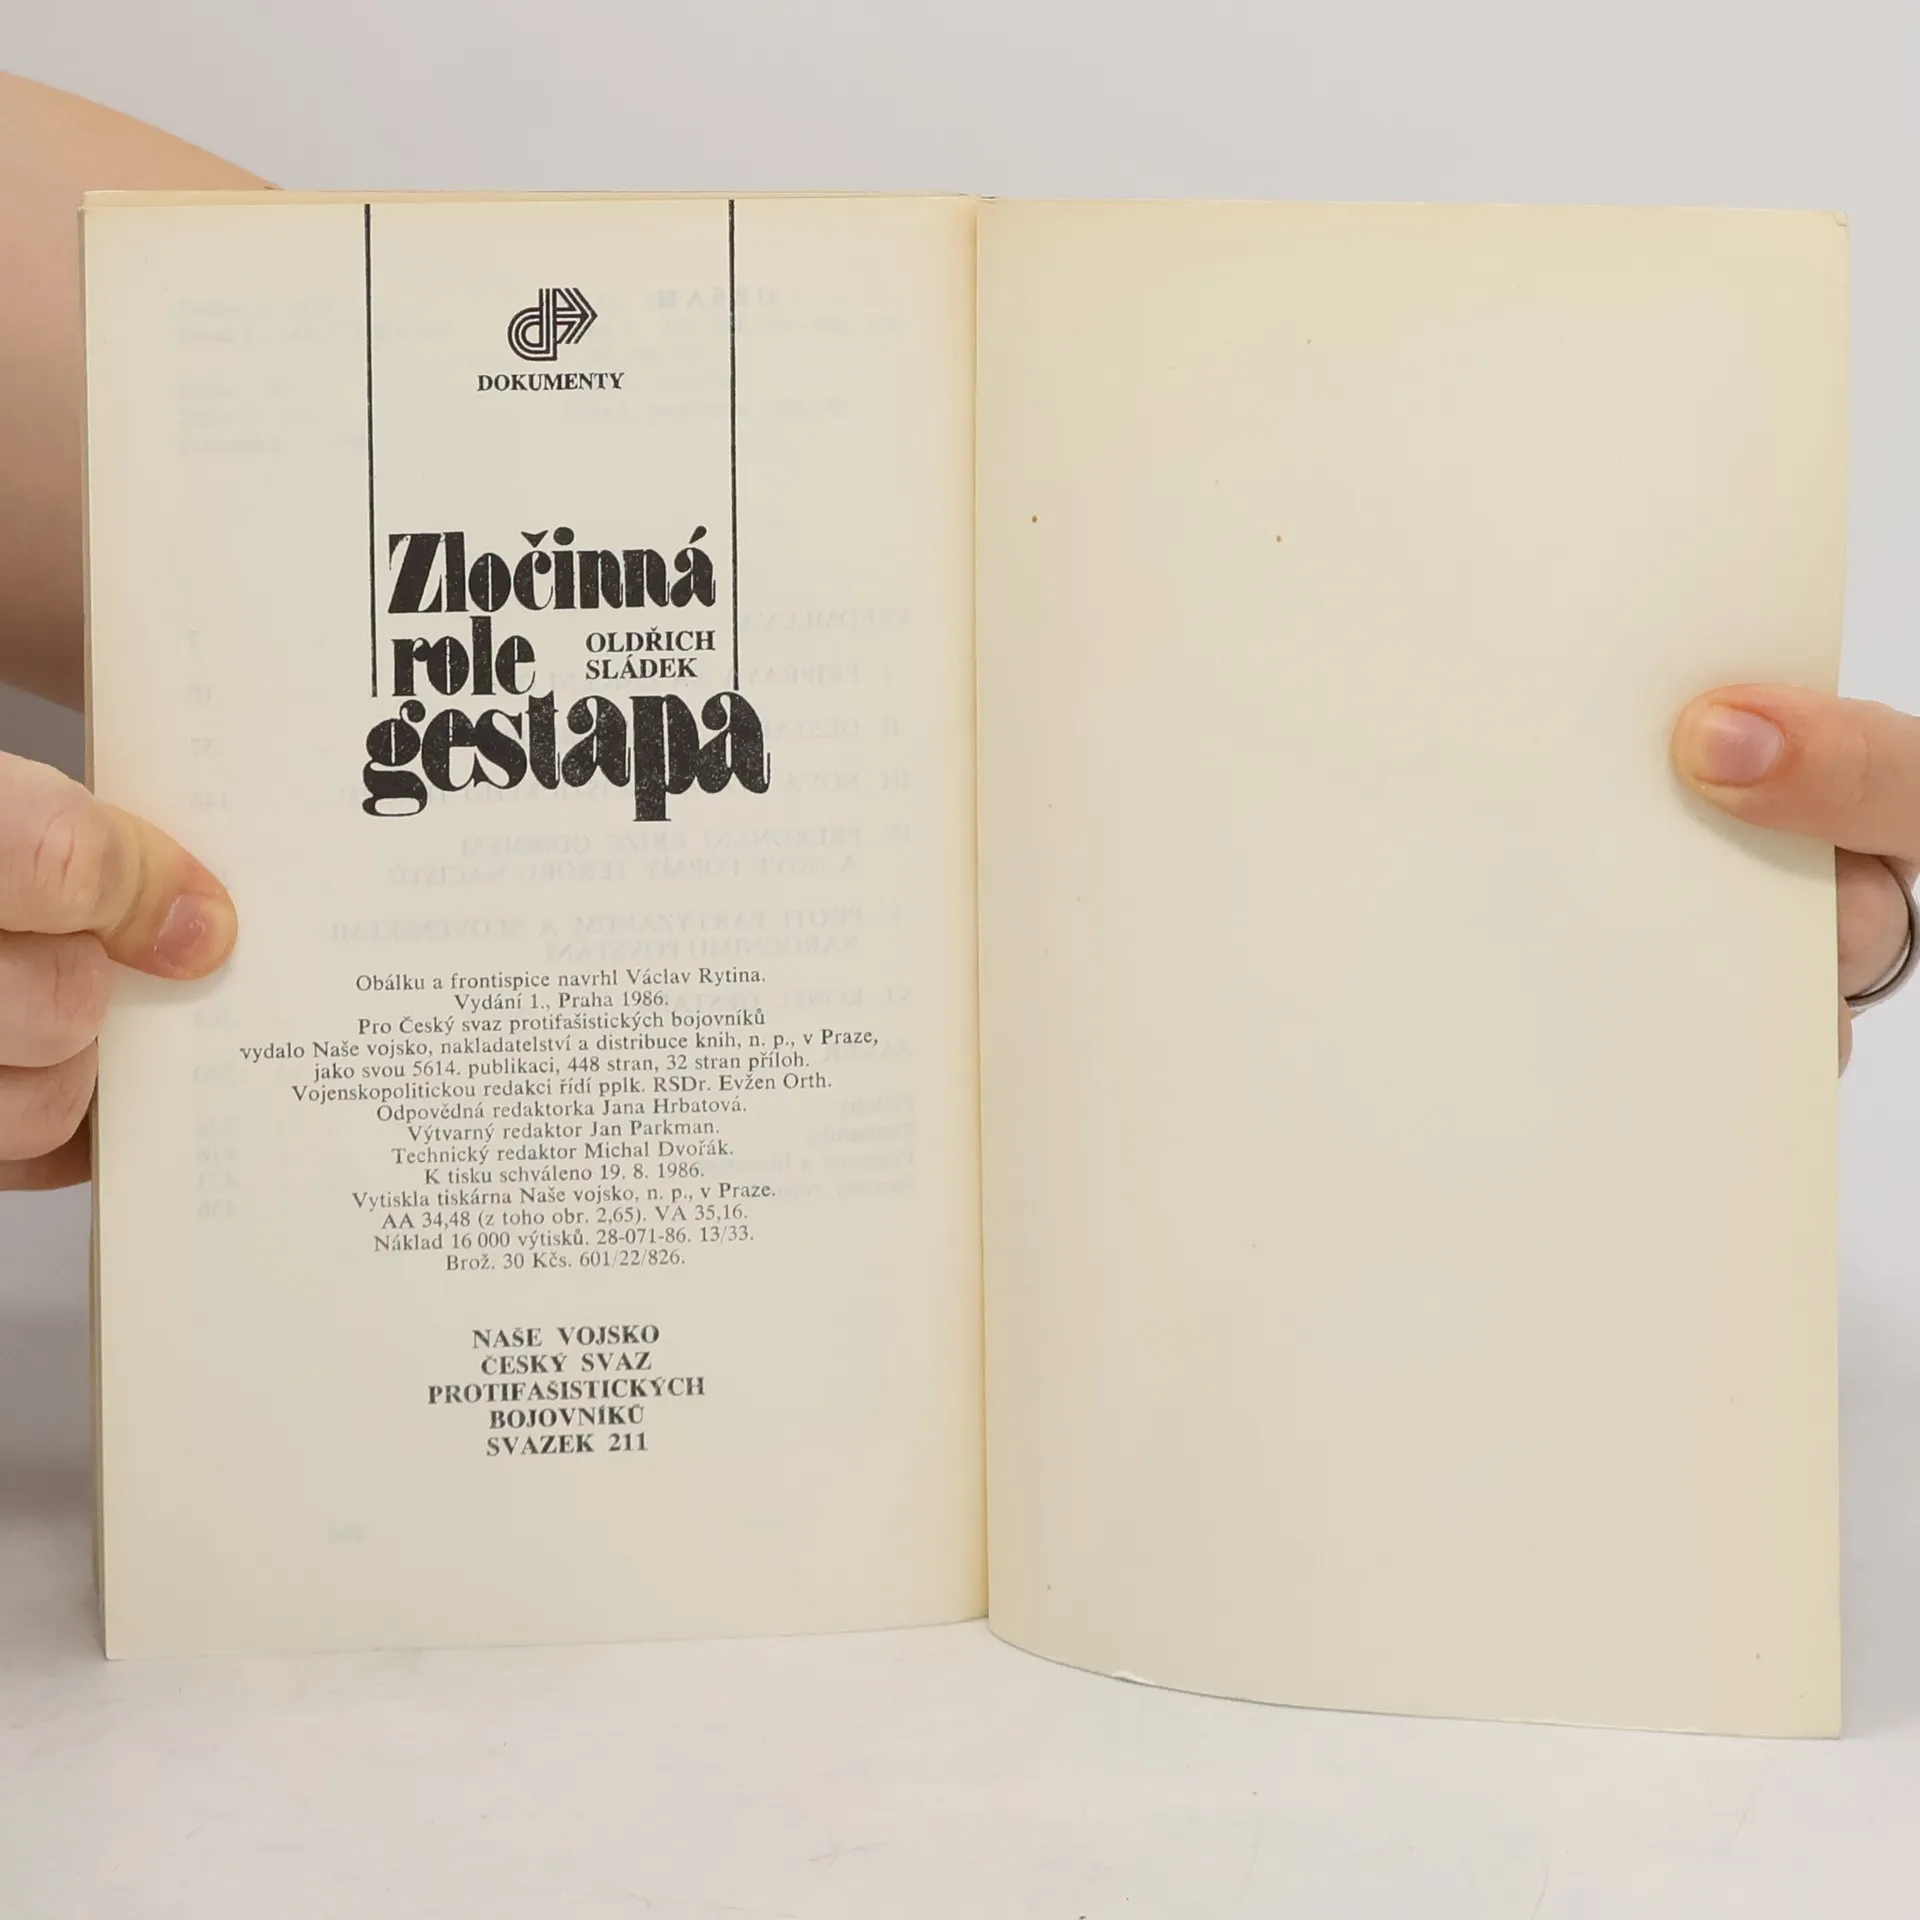 DOKUMENTY
Zločinná
role
OLDŘICH
SLÁDEK
gestapa
Obálku a frontispice navrhl Václav Rytina.
Vydání 1., Praha 1986.
Pro Český svaz protifašistických bojovníků
vydalo Naše vojsko, nakladatelství a distribuce knih, n. p., v Praze,
jako svou 5614. publikaci, 448 stran, 32 stran příloh.
Vojenskopolitickou redakci řídí pplk. RSDr. Evžen Orth.
Odpovědná redaktorka Jana Hrbatová.
Výtvarný redaktor Jan Parkman.
Technický redaktor Michal Dvořák.
K tisku schváleno 19. 8. 1986.
Vytiskla tiskárna Naše vojsko, n. p., v Praze.
AA 34,48 (z toho obr. 2,65). VA 35,16.
Náklad 16 000 výtisků. 28-071-86. 13/33.
Brož. 30 Kčs. 601/22/826.
NAŠE VOJSKO
ČESKÝ SVAZ
PROTIFAŠISTICKÝCH
BOJOVNÍKŮ
SVAZEK 211